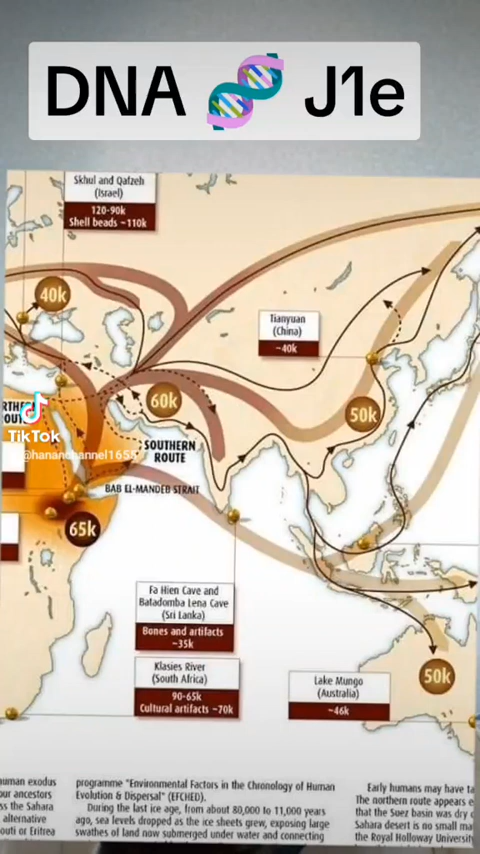 DNA 🧬 J1e
Skhul and Qafzeh
(Israel)
120-90k
Shell beads ~110k
40k
Tianyuan
(China)
~40k
60k
50k
SOUTHERN
ROUTE
TikTok
@hananchannel1655
BAB EL-MANDEB STRAIT
65k
Fa Hien Cave and
Batadomba Lena Cave
(Sri Lanka)
Bones and artifacts
~35k
Klasies River
(South Africa)
90-65k
Cultural artifacts ~70k
Lake Mungo
(Australia)
~46k
50k
uman exodus
our ancestors
ss the Sahara
alternative
outi or Eritrea
programme "Environmental Factors in the Chronology of Human
Evolution & Dispersal" (EFCHED).
During the last ice age, from about 80,000 to 11,000 years
ago, sea levels dropped as the ice sheets grew, exposing large
swathes of land now submerged under water and connecting
Early humans may have ta
The northern route appears e
that the Suez basin was dry d
Sahara desert is no small ma
the Royal Holloway Universit